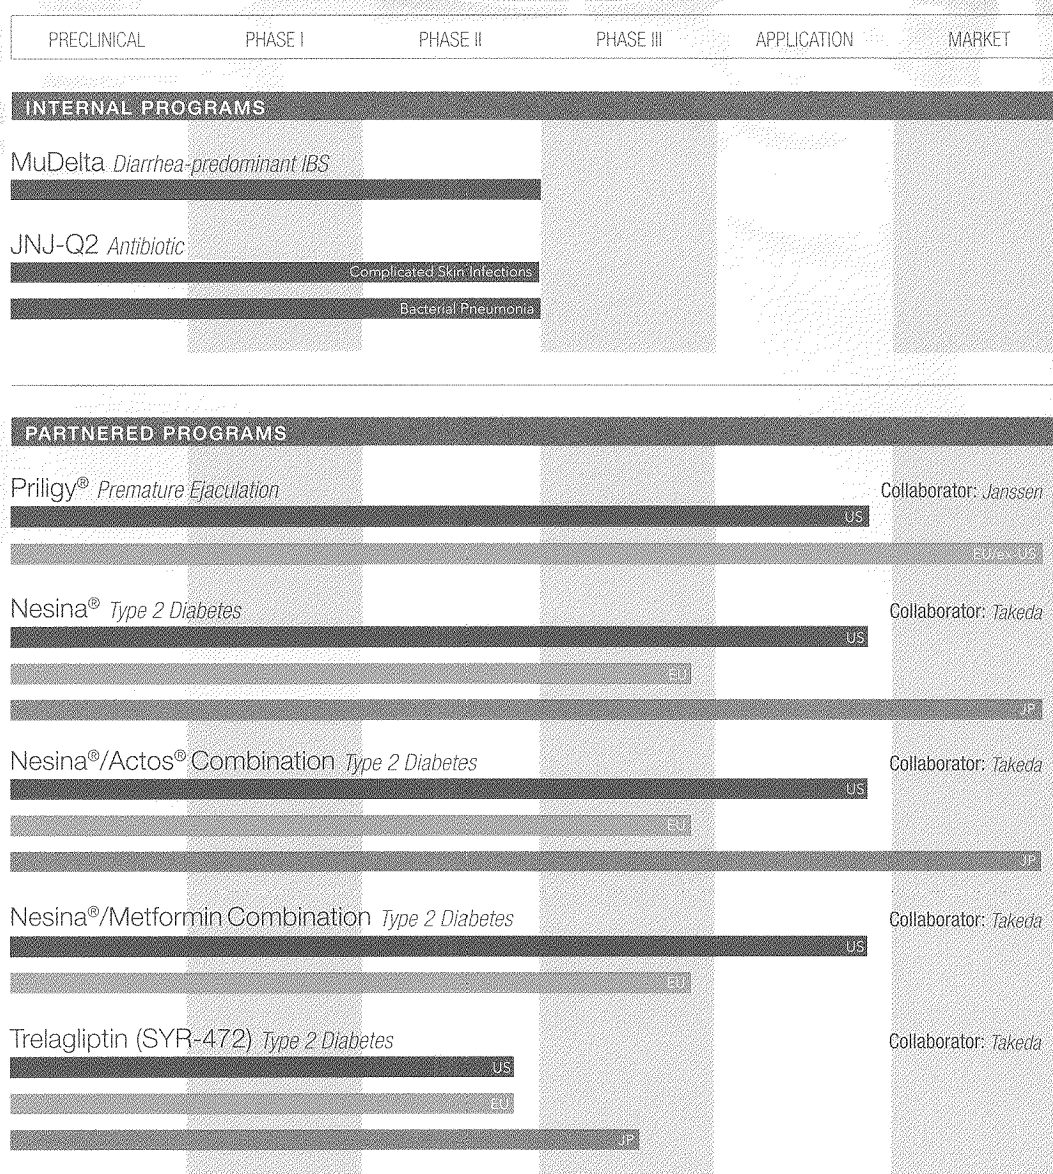 PRECLINICAL PHASE I PHASE II PHASE III APPLICATION MARKET
INTERNAL PROGRAMS
MuDelta Diarrhea-predominant IBS
JNJ-Q2 Antibiotic
Complicated Skin Infections
Bacterial Pneumonia
PARTNERED PROGRAMS
Priligy® Premature Ejaculation Collaborator: Janssen
US
EU/ex-US
Nesina® Type 2 Diabetes Collaborator: Takeda
US
EU
JP
Nesina®/Actos® Combination Type 2 Diabetes Collaborator: Takeda
US
EU
JP
Nesina®/Metformin Combination Type 2 Diabetes Collaborator: Takeda
US
EU
Trelagliptin (SYR-472) Type 2 Diabetes Collaborator: Takeda
US
EU
JP